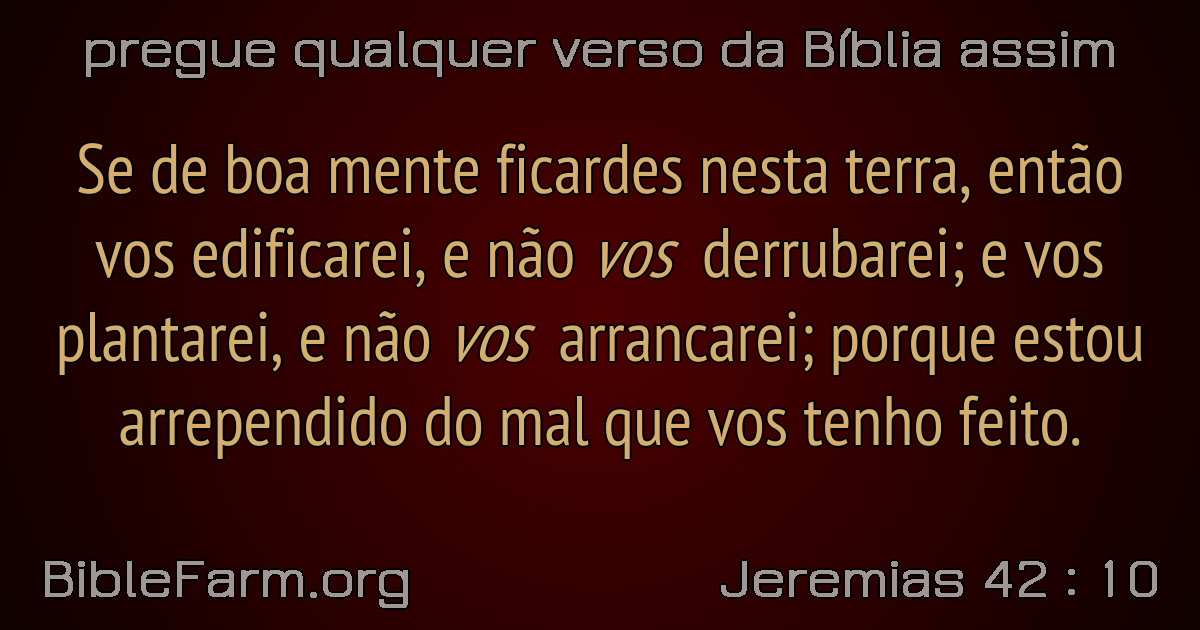 pregue qualquer verso da Bíblia assim
Se de boa mente ficardes nesta terra, então
vos edificarei, e não vos derrubarei; e vos
plantarei, e não vos arrancarei; porque estou
arrependido do mal que vos tenho feito.
BibleFarm.org
Jeremias 42 : 10